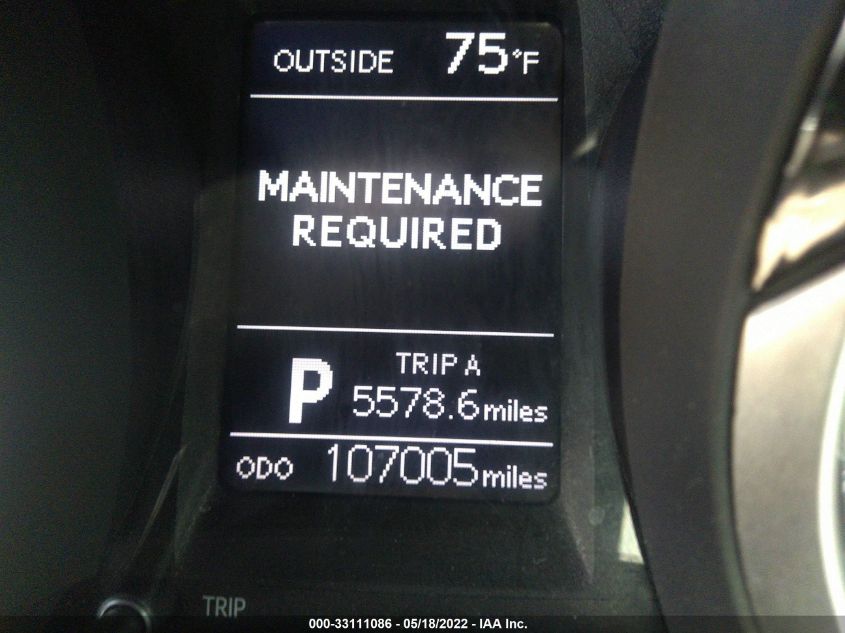 OUTSIDE 75°F
MAINTENANCE
REQUIRED
TRIP A
P 5578.6 miles
ODO 107005 miles
TRIP
000-33111086 - 05/18/2022 - IAA Inc.